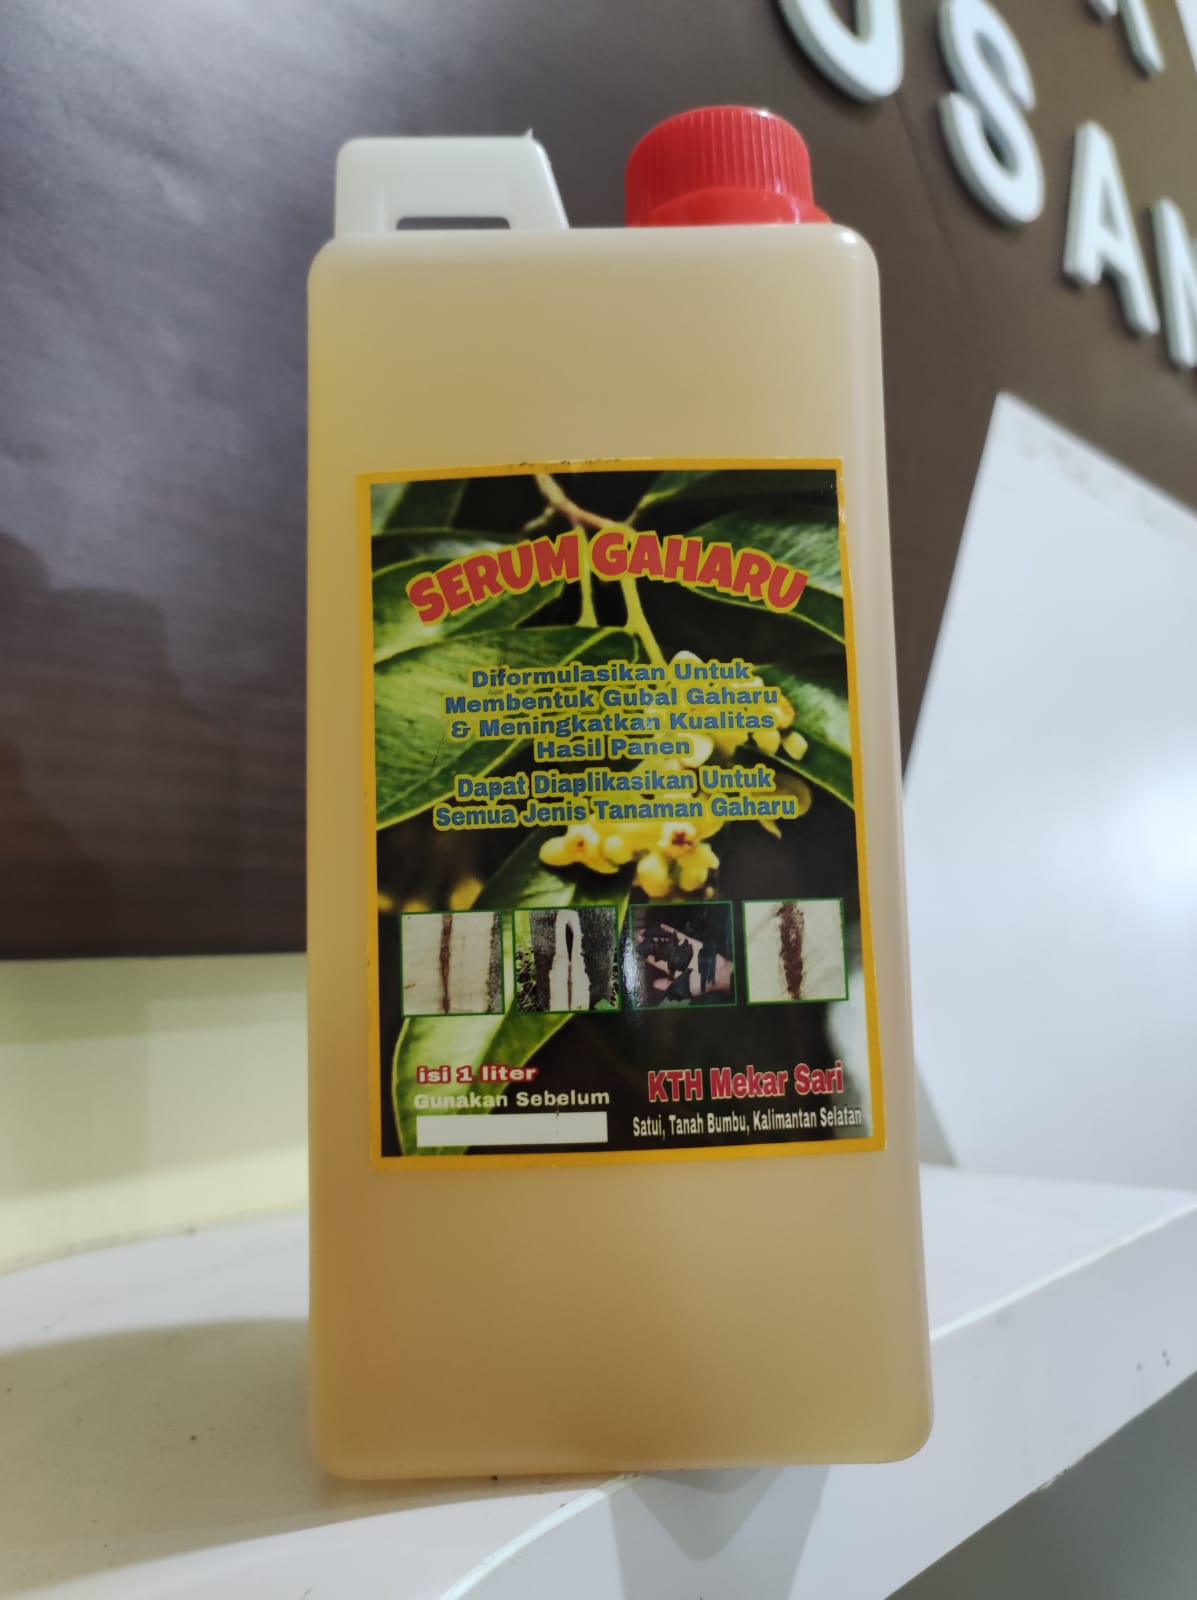 SERUM GAHARU
Diformulasikan Untuk
Membentuk Gubal Gaharu
& Meningkatkan Kualitas
Hasil Panen
Dapat Diaplikasikan Untuk
Semua Jenis Tanaman Gaharu
isi 1 liter
Gunakan Sebelum
KTH Mekar Sari
Satui, Tanah Bumbu, Kalimantan Selatan